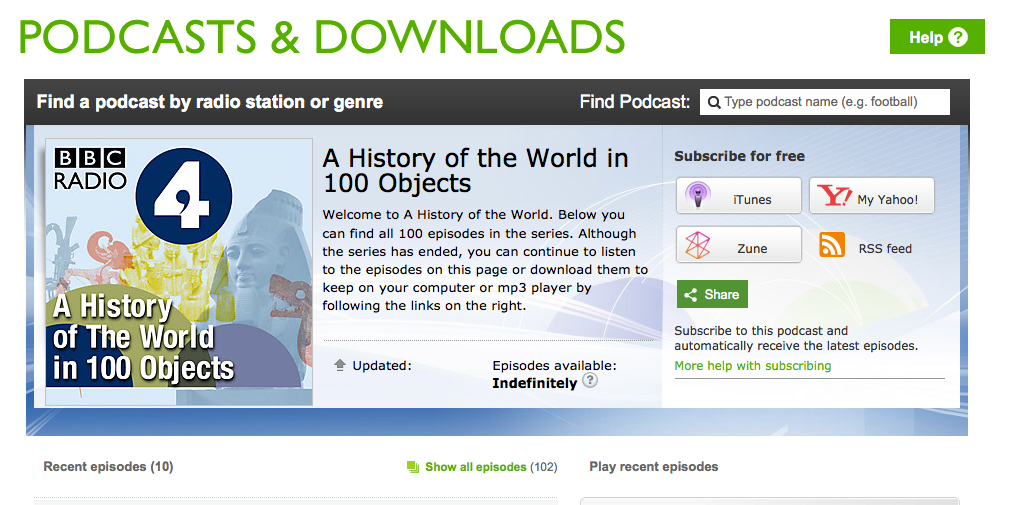 PODCASTS & DOWNLOADS
Help ?
Find a podcast by radio station or genre
Find Podcast:
Type podcast name (e.g. football)
BBC
RADIO
4
A History
of The World
in 100 Objects
A History of the World in
100 Objects
Welcome to A History of the World. Below you
can find all 100 episodes in the series. Although
the series has ended, you can continue to listen
to the episodes on this page or download them to
keep on your computer or mp3 player by
following the links on the right.
Updated:
Episodes available:
Indefinitely ?
Subscribe for free
iTunes
Y! My Yahoo!
Zune
RSS feed
Share
Subscribe to this podcast and
automatically receive the latest episodes.
More help with subscribing
Recent episodes (10)
Show all episodes (102)
Play recent episodes